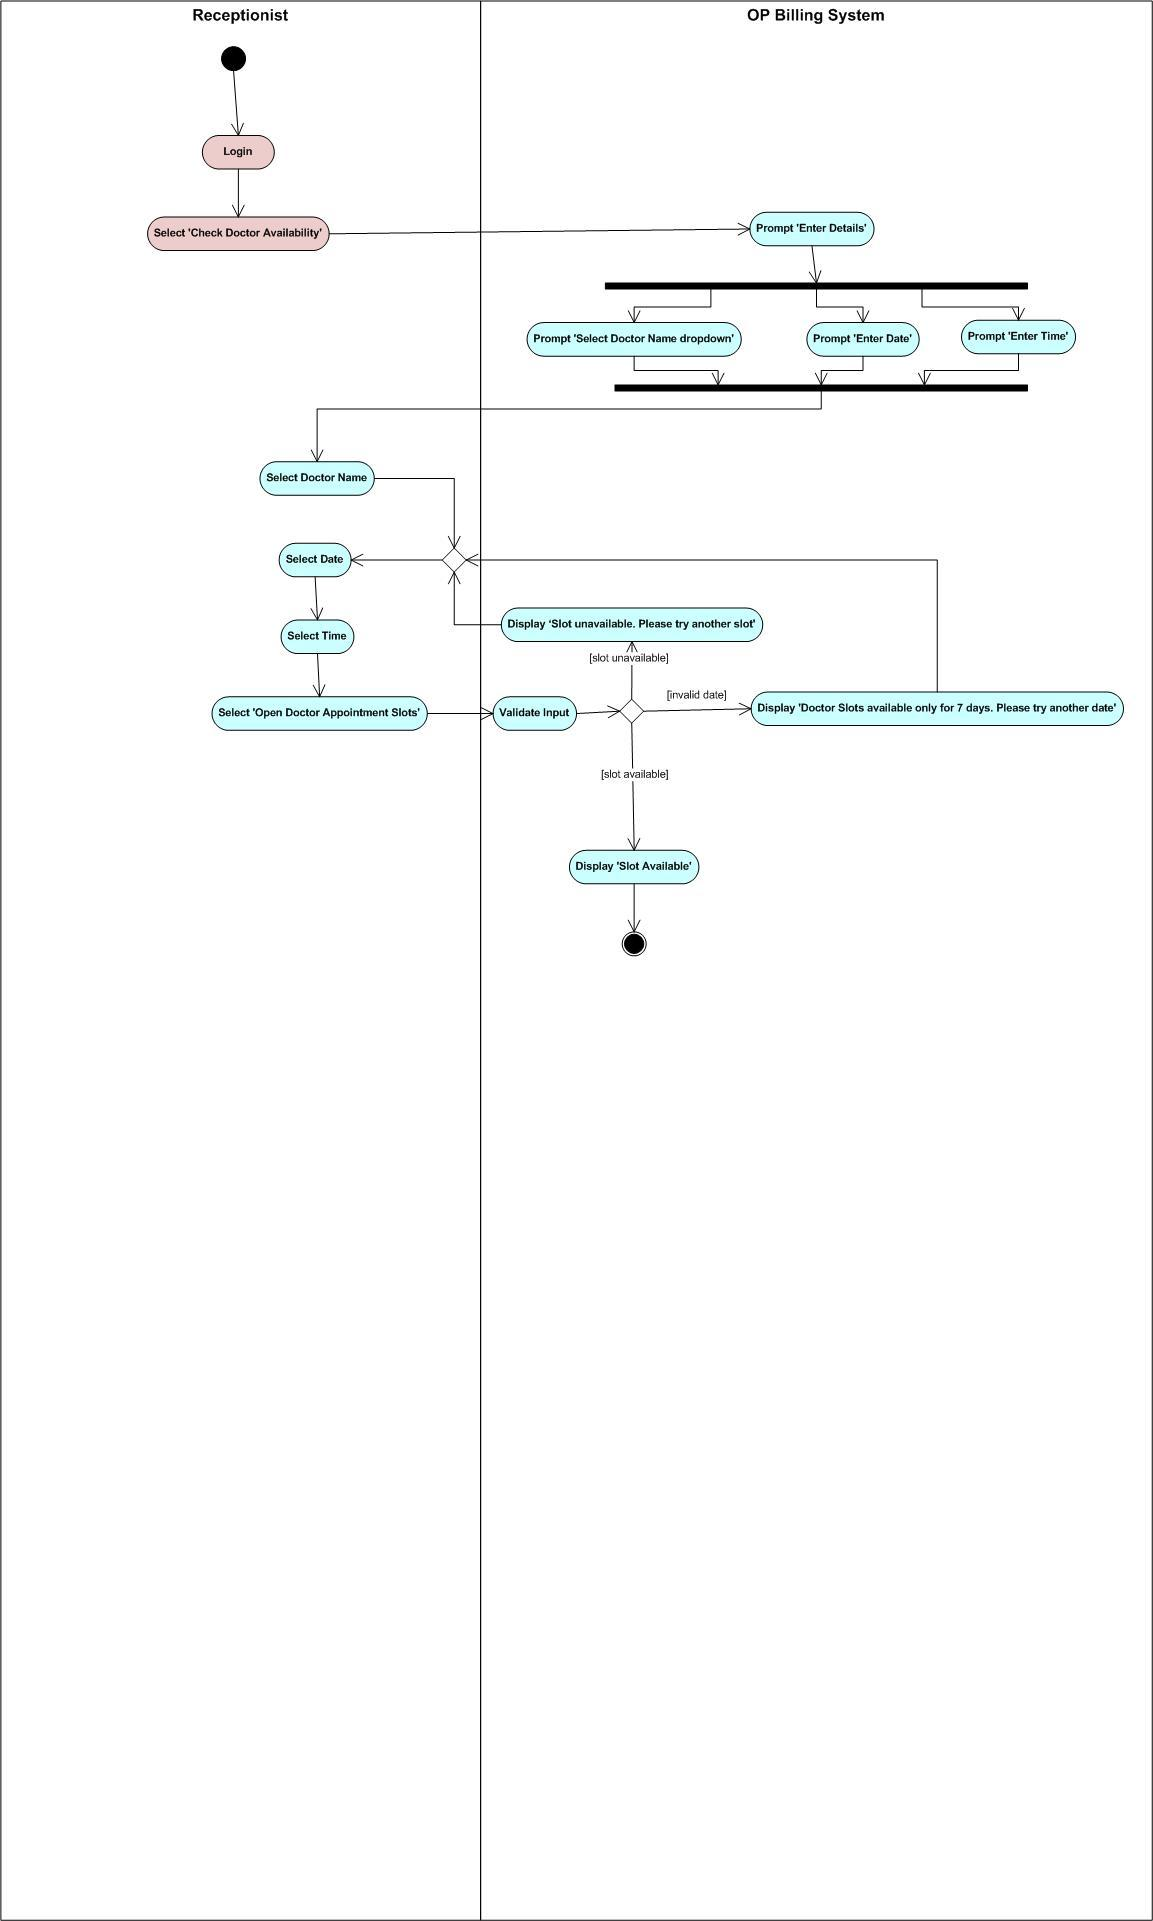 Receptionist
OP Billing System
Login
Select 'Check Doctor Availability'
Prompt 'Enter Details'
Prompt 'Select Doctor Name dropdown'
Prompt 'Enter Date'
Prompt 'Enter Time'
Select Doctor Name
Select Date
Display ‘Slot unavailable. Please try another slot'
Select Time
[slot unavailable]
[invalid date]
Select 'Open Doctor Appointment Slots'
Validate Input
Display 'Doctor Slots available only for 7 days. Please try another date'
[slot available]
Display 'Slot Available'